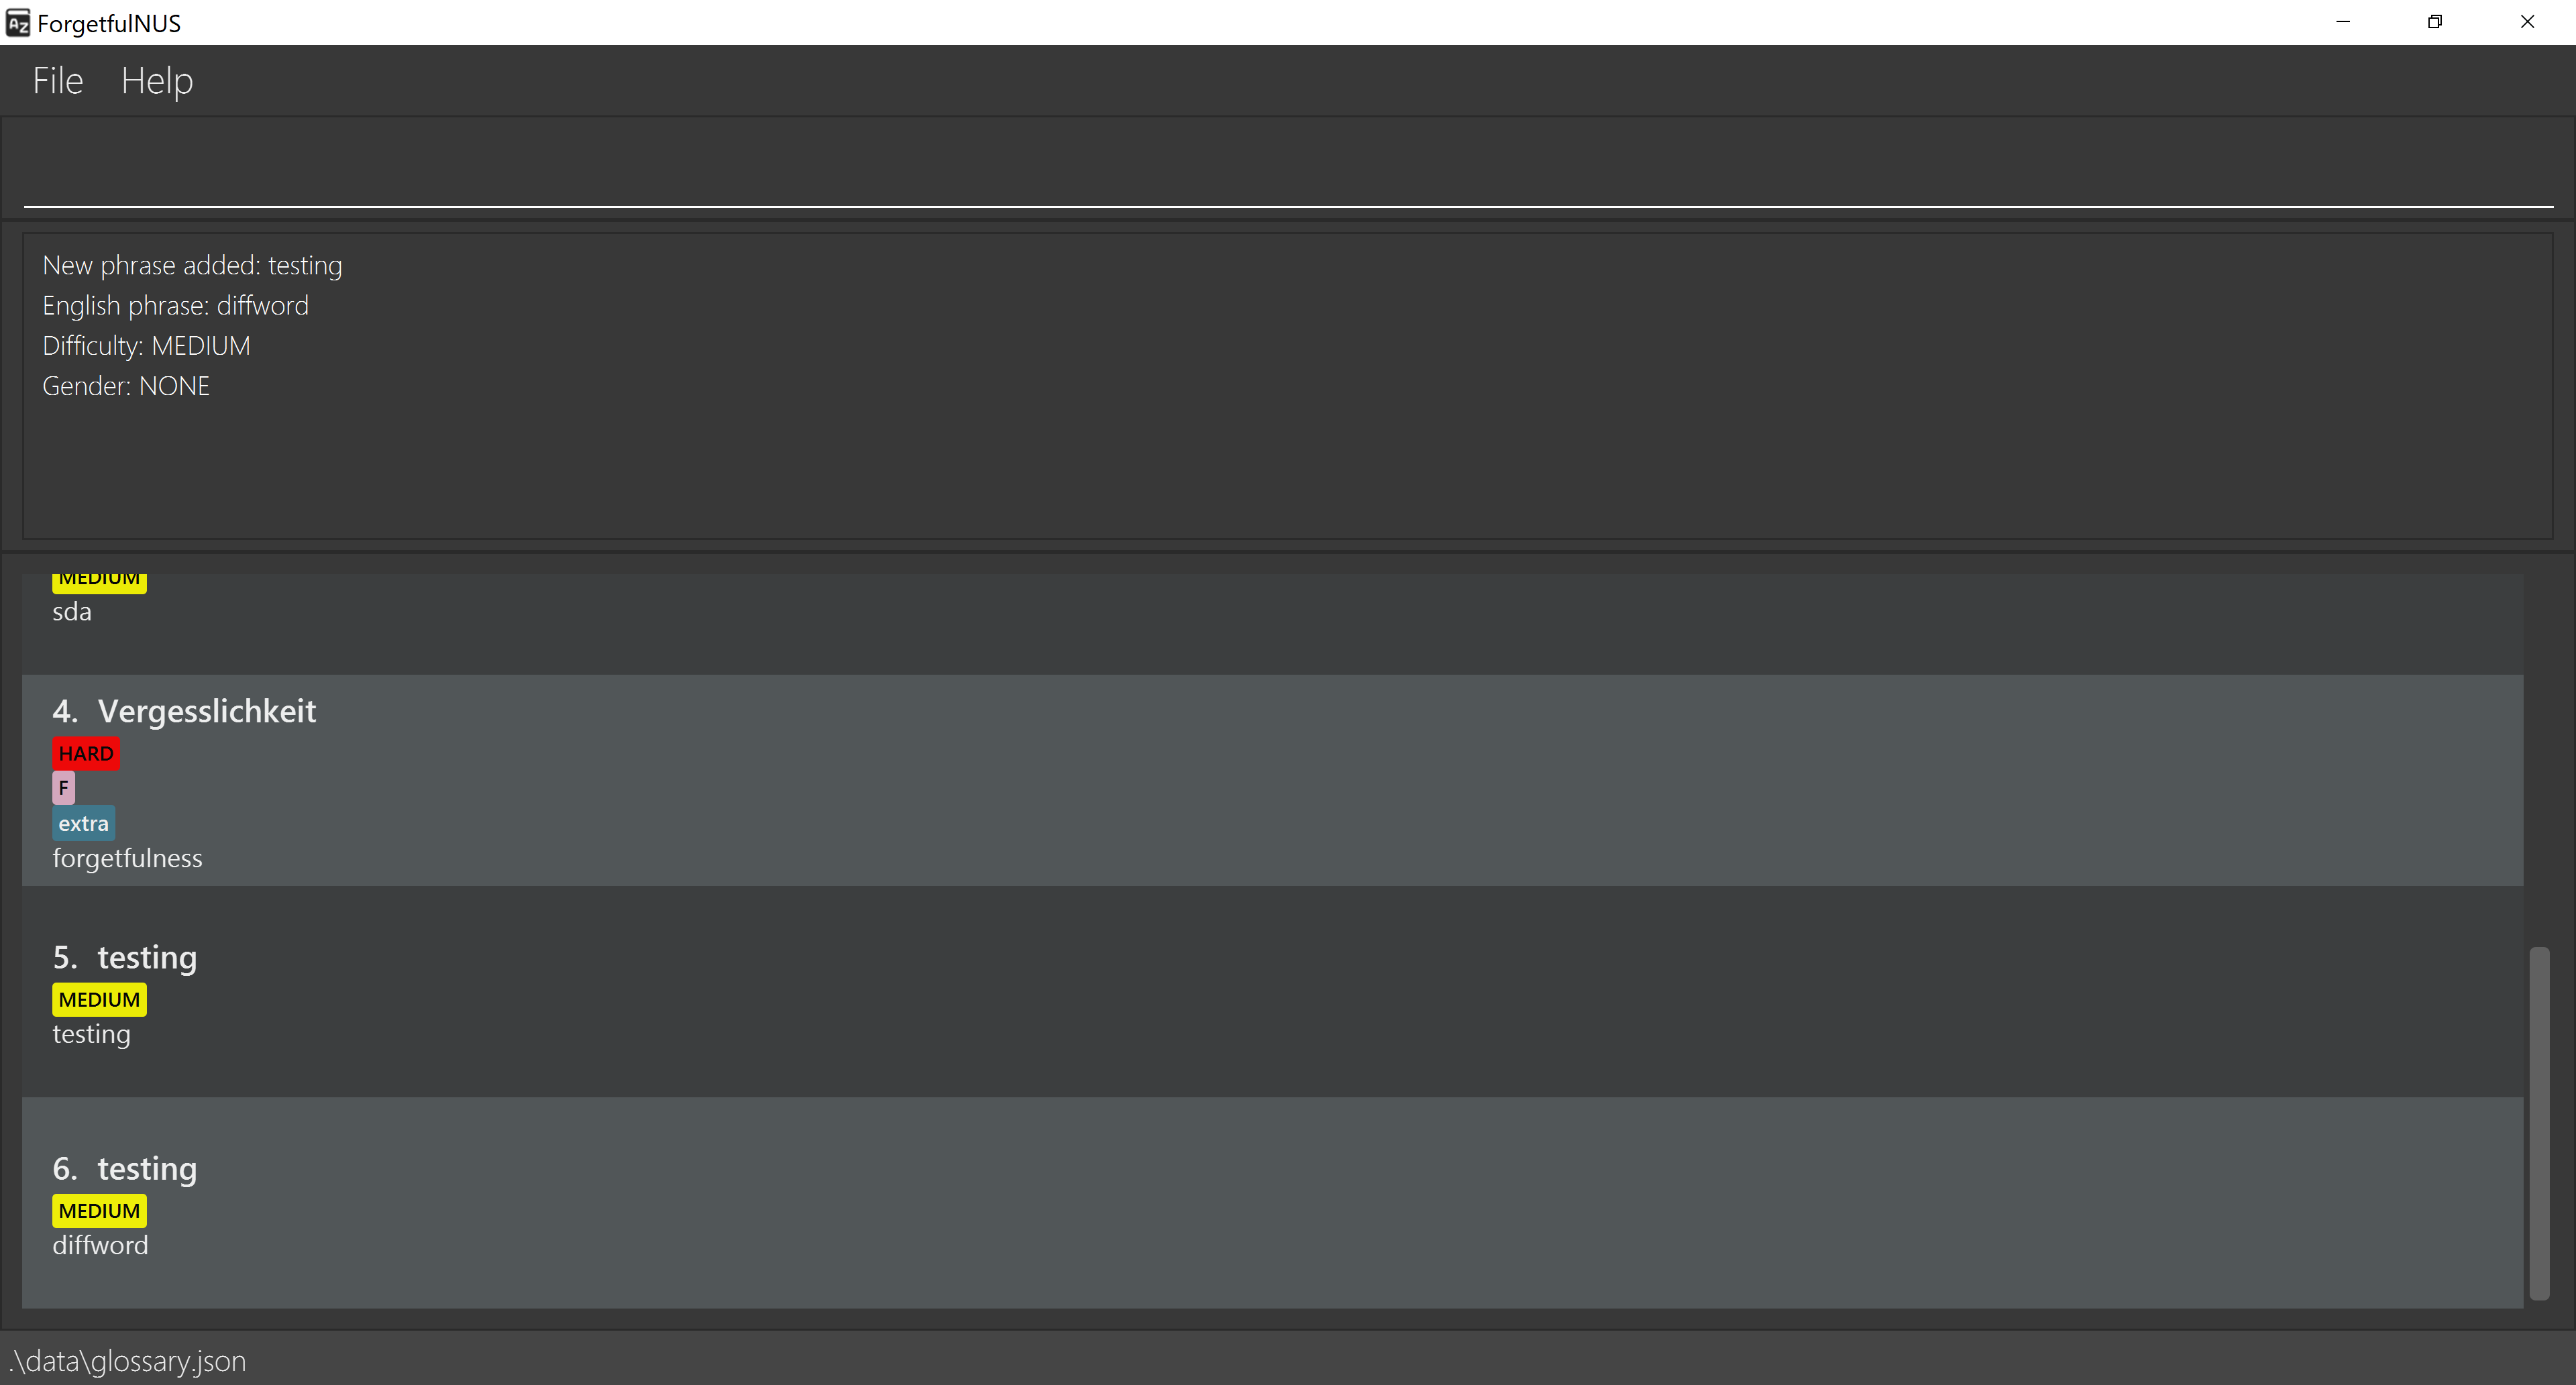 ForgetfulNUS
File Help
New phrase added: testing
English phrase: diffword
Difficulty: MEDIUM
Gender: NONE
MEDIUM
sda
4. Vergesslichkeit
HARD
F
extra
forgetfulness
5. testing
MEDIUM
testing
6. testing
MEDIUM
diffword
.\data\glossary.json